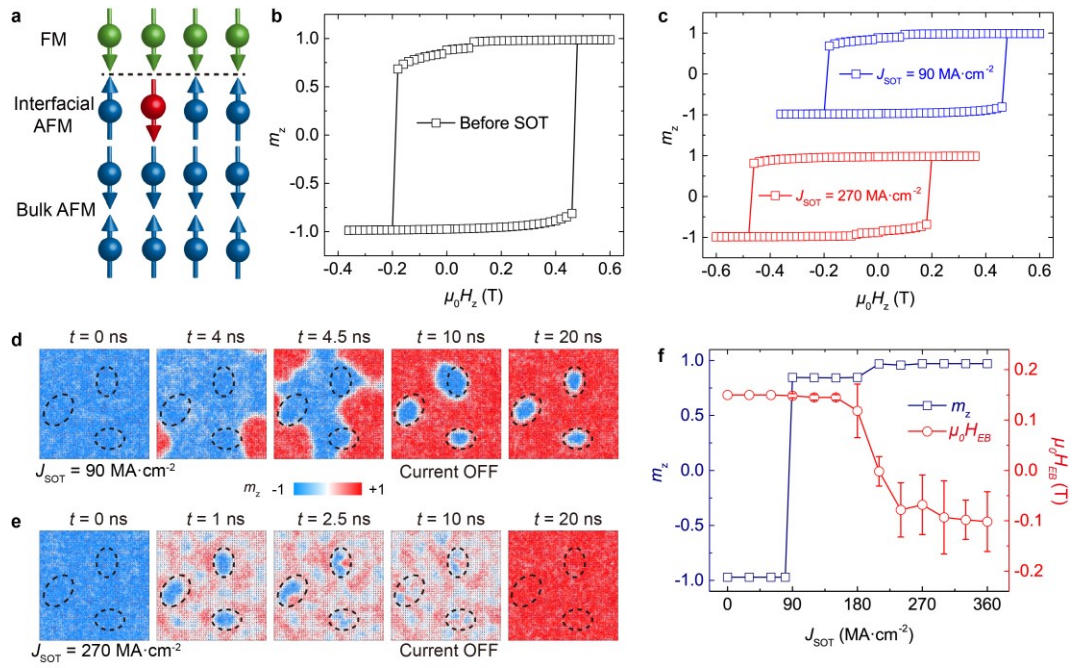 a
FM
Interfacial
AFM
Bulk AFM
b
1.0
0.5
0.0
-0.5
-1.0
m_z
Before SOT
-0.4 -0.2 0.0 0.2 0.4 0.6
μ₀H_z (T)
c
1
0
-1
1
0
-1
m_z
J_SOT = 90 MA·cm⁻²
J_SOT = 270 MA·cm⁻²
-0.6 -0.4 -0.2 0.0 0.2 0.4 0.6
μ₀H_z (T)
d
t = 0 ns t = 4 ns t = 4.5 ns t = 10 ns t = 20 ns
J_SOT = 90 MA·cm⁻² Current OFF
m_z -1 +1
e
t = 0 ns t = 1 ns t = 2.5 ns t = 10 ns t = 20 ns
J_SOT = 270 MA·cm⁻² Current OFF
f
1.0
0.5
0.0
-0.5
-1.0
m_z
m_z
μ₀H_EB
0.2
0.1
0.0
-0.1
-0.2
μ₀H_EB (T)
0 90 180 270 360
J_SOT (MA·cm⁻²)